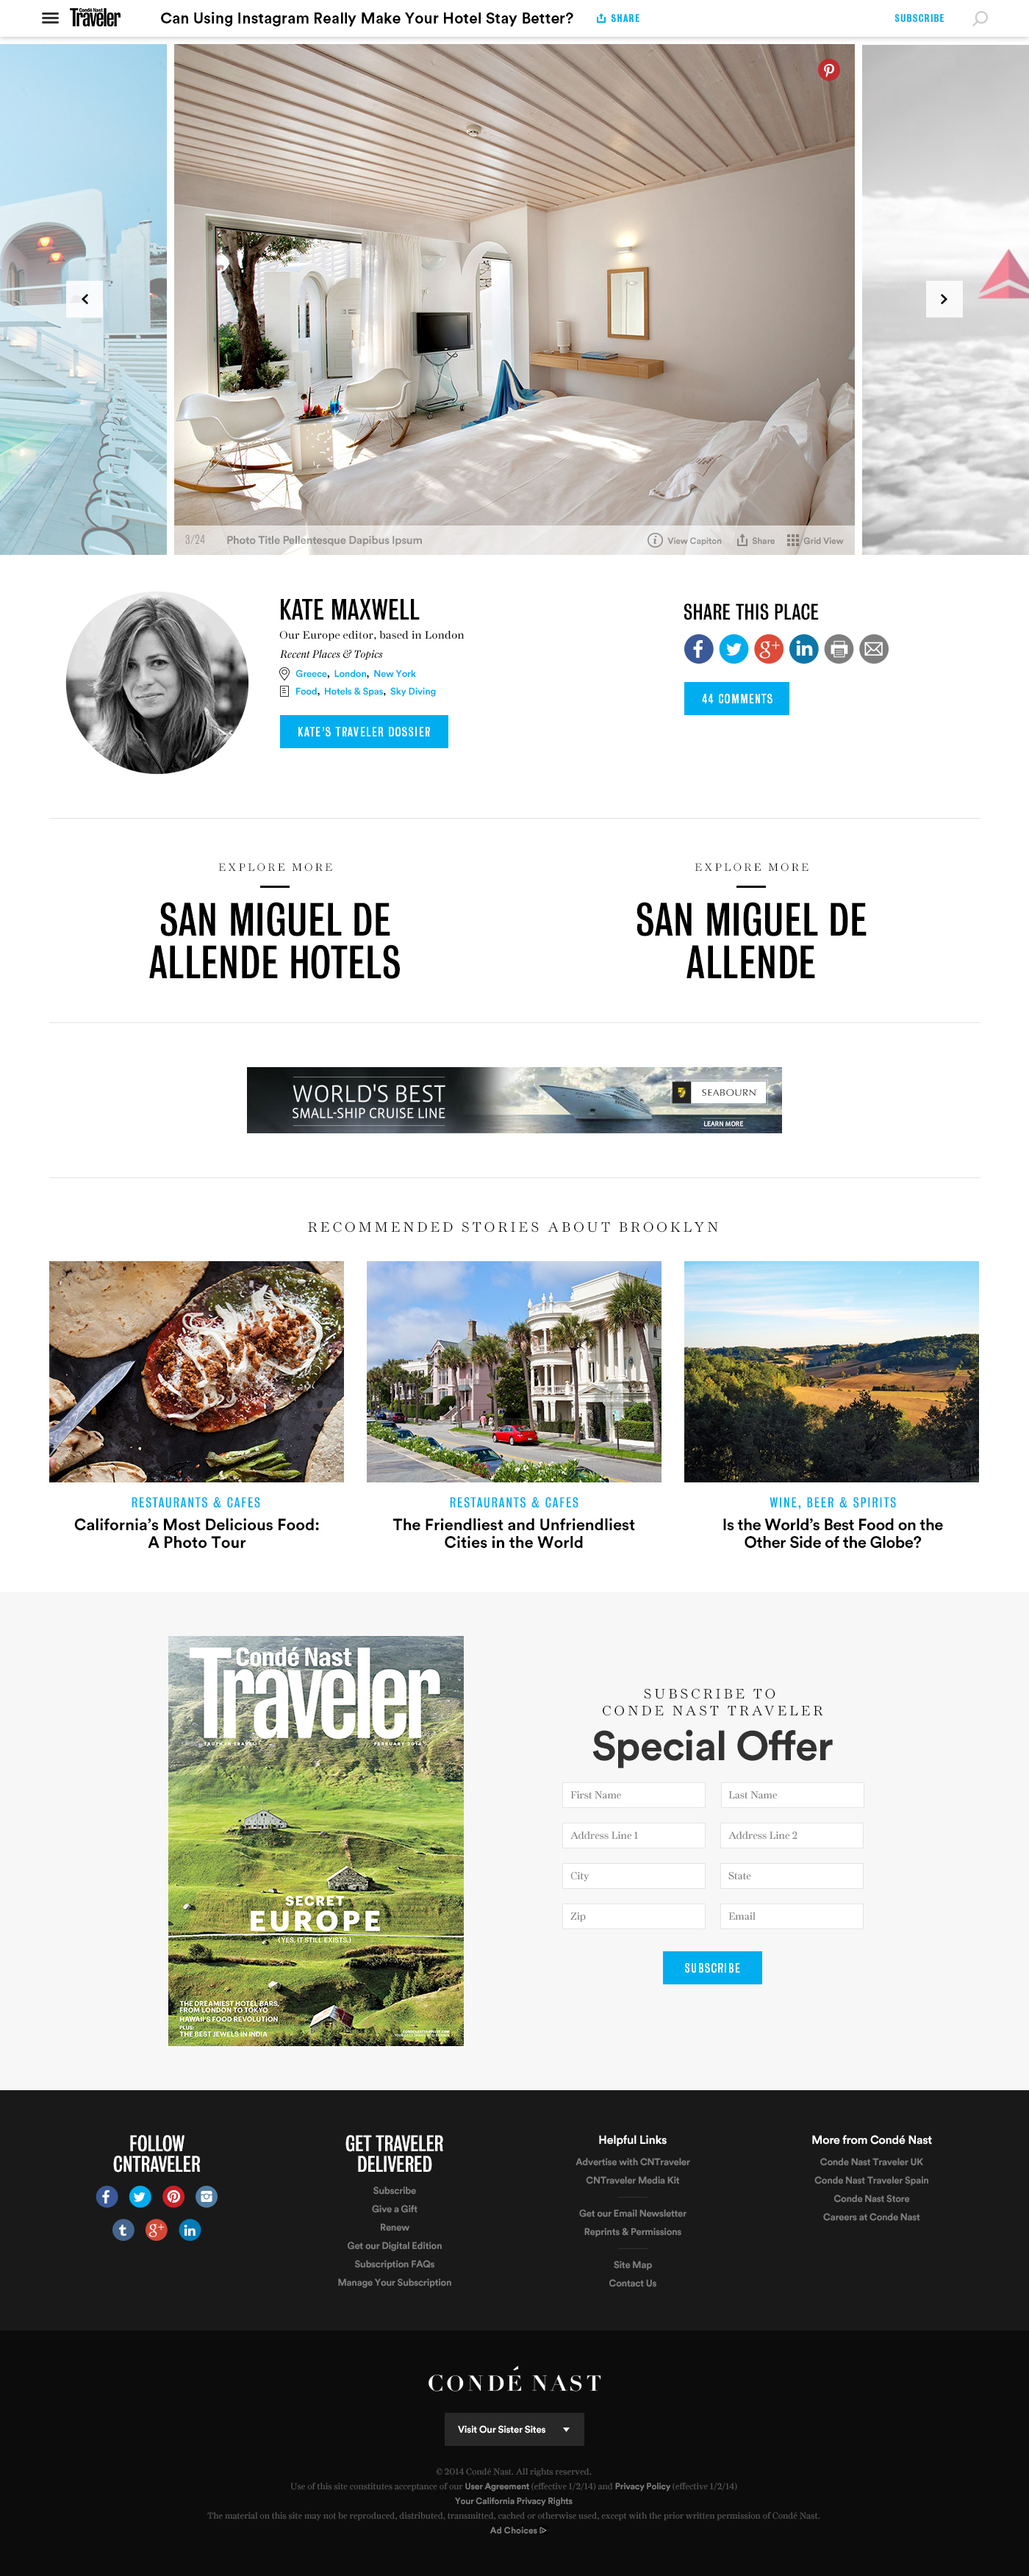 Condé Nast
Traveler
Can Using Instagram Really Make Your Hotel Stay Better?
SHARE
SUBSCRIBE
3/24
Photo Title Pellentesque Dapibus Ipsum
View Capiton
Share
Grid View
KATE MAXWELL
Our Europe editor, based in London
Recent Places & Topics
Greece, London, New York
Food, Hotels & Spas, Sky Diving
KATE'S TRAVELER DOSSIER
SHARE THIS PLACE
44 COMMENTS
EXPLORE MORE
SAN MIGUEL DE
ALLENDE HOTELS
EXPLORE MORE
SAN MIGUEL DE
ALLENDE
WORLD'S BEST
SMALL-SHIP CRUISE LINE
SEABOURN
LEARN MORE
RECOMMENDED STORIES ABOUT BROOKLYN
RESTAURANTS & CAFES
California's Most Delicious Food:
A Photo Tour
RESTAURANTS & CAFES
The Friendliest and Unfriendliest
Cities in the World
WINE, BEER & SPIRITS
Is the World's Best Food on the
Other Side of the Globe?
Condé Nast
Traveler
TRUTH IN TRAVEL
SECRET
EUROPE
(YES, IT STILL EXISTS.)
THE DREAMIEST HOTEL BARS,
FROM LONDON TO TOKYO
HAWAII'S FOOD REVOLUTION
PLUS:
THE BEST JEWELS IN INDIA
SUBSCRIBE TO
CONDE NAST TRAVELER
Special Offer
First Name
Last Name
Address Line 1
Address Line 2
City
State
Zip
Email
SUBSCRIBE
FOLLOW
CNTRAVELER
GET TRAVELER
DELIVERED
Subscribe
Give a Gift
Renew
Get our Digital Edition
Subscription FAQs
Manage Your Subscription
Helpful Links
Advertise with CNTraveler
CNTraveler Media Kit
Get our Email Newsletter
Reprints & Permissions
Site Map
Contact Us
More from Condé Nast
Conde Nast Traveler UK
Conde Nast Traveler Spain
Conde Nast Store
Careers at Conde Nast
CONDÉ NAST
Visit Our Sister Sites
© 2014 Condé Nast. All rights reserved.
Use of this site constitutes acceptance of our User Agreement (effective 1/2/14) and Privacy Policy (effective 1/2/14)
Your California Privacy Rights
The material on this site may not be reproduced, distributed, transmitted, cached or otherwise used, except with the prior written permission of Condé Nast.
Ad Choices